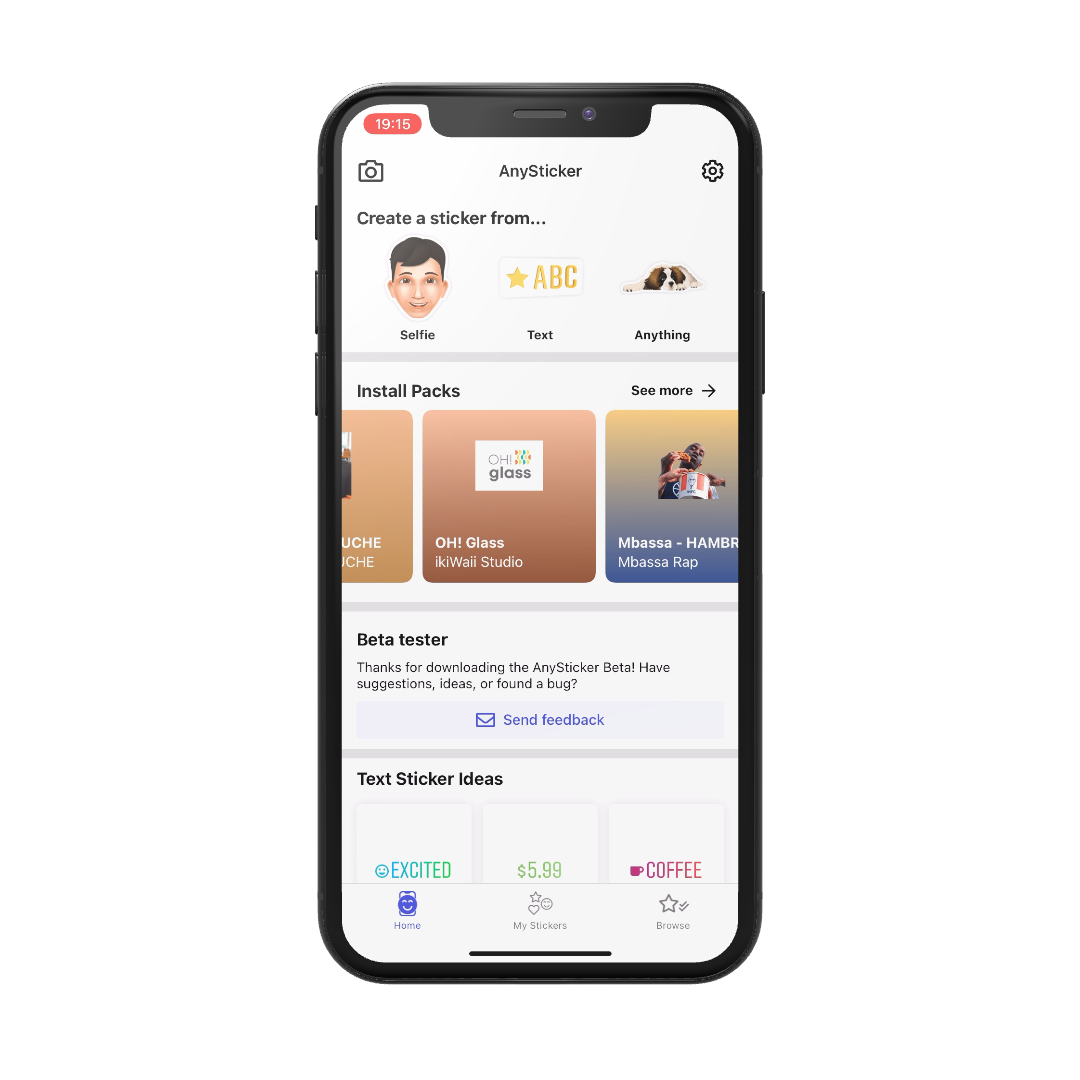 19:15
AnySticker
Create a sticker from...
ABC
Selfie
Text
Anything
Install Packs
See more
UCHE
UCHE
OH!
glass
OH! Glass
ikiWaii Studio
Mbassa - HAMBR
Mbassa Rap
Beta tester
Thanks for downloading the AnySticker Beta! Have
suggestions, ideas, or found a bug?
Send feedback
Text Sticker Ideas
EXCITED
$5.99
COFFEE
Home
My Stickers
Browse